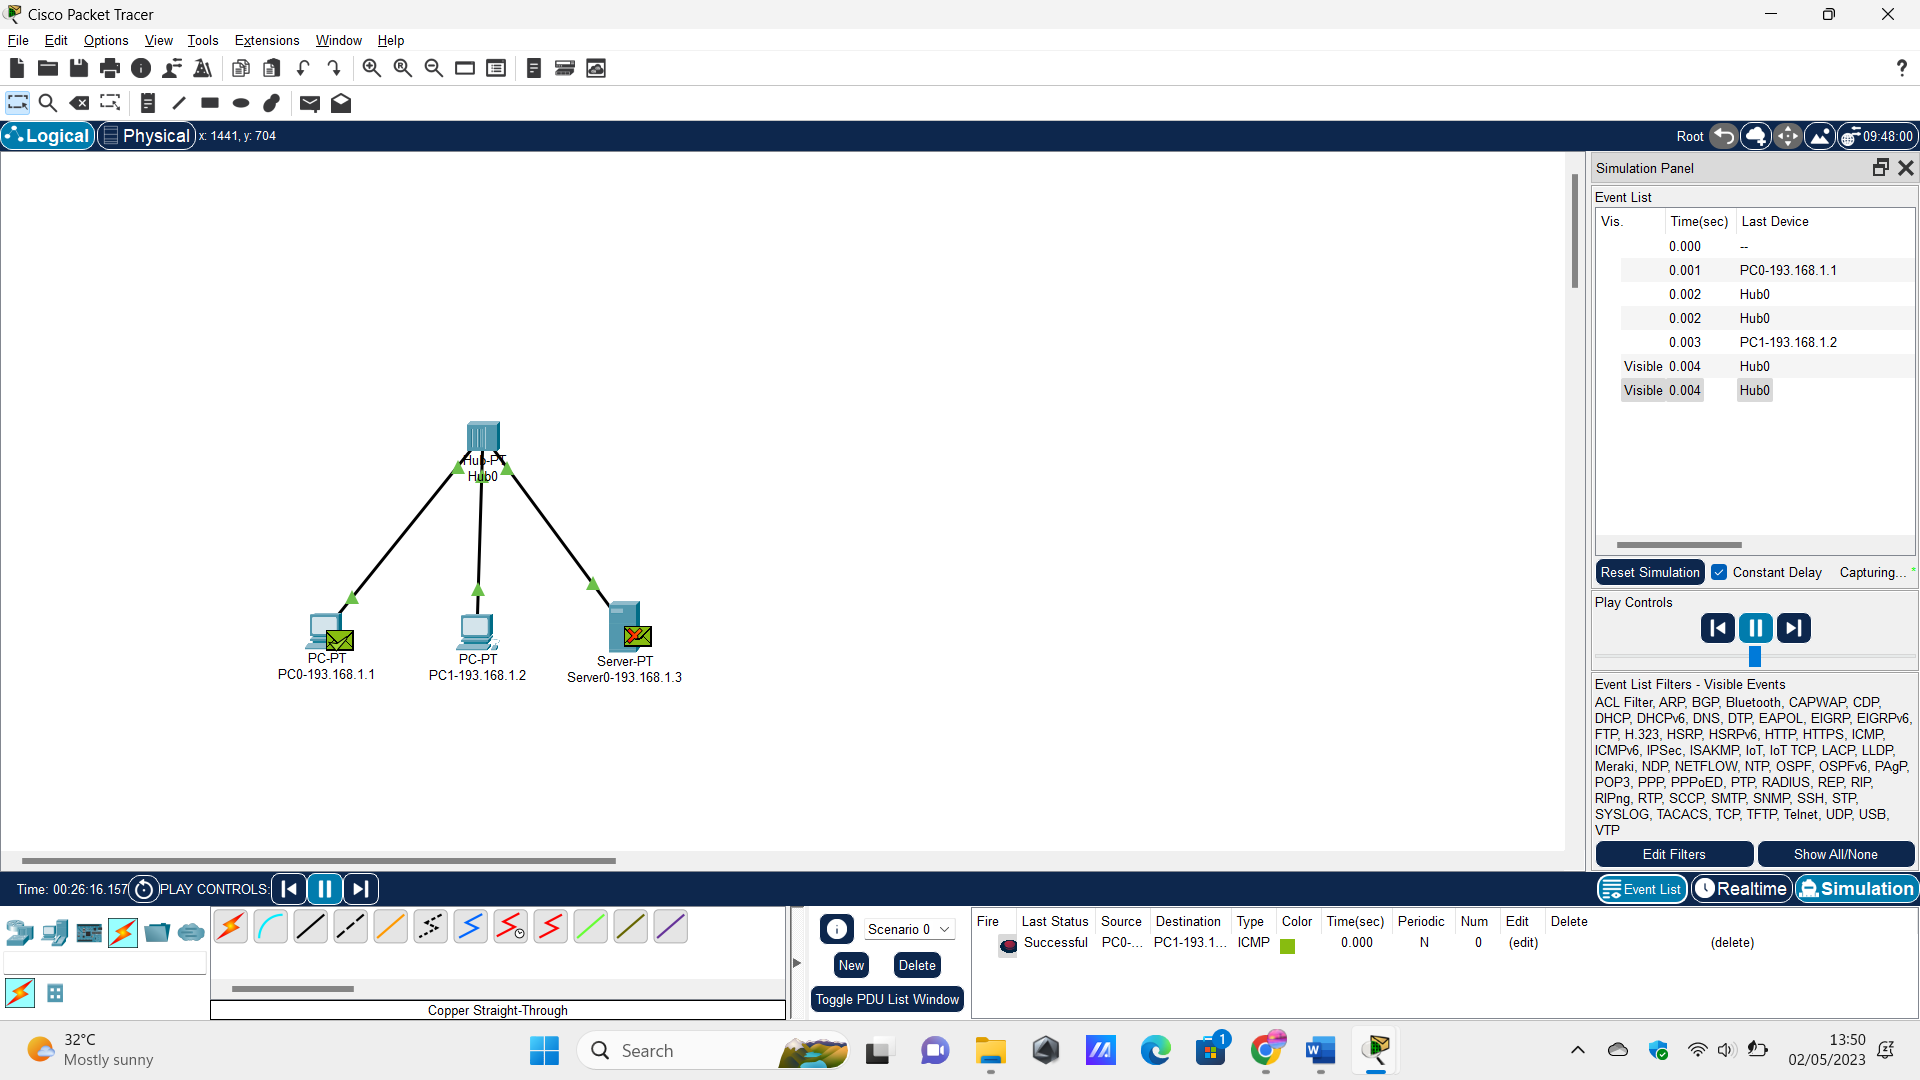 Cisco Packet Tracer
File Edit Options View Tools Extensions Window Help
?
Logical Physical x: 1441, y: 704 Root 09:48:00
Simulation Panel
Event List
Vis. Time(sec) Last Device
0.000 --
0.001 PC0-193.168.1.1
0.002 Hub0
0.002 Hub0
0.003 PC1-193.168.1.2
Visible 0.004 Hub0
Visible 0.004 Hub0
Hub-PT
Hub0
PC-PT
PC0-193.168.1.1
PC-PT
PC1-193.168.1.2
Server-PT
Server0-193.168.1.3
Reset Simulation Constant Delay Capturing...
Play Controls
Event List Filters - Visible Events
ACL Filter, ARP, BGP, Bluetooth, CAPWAP, CDP,
DHCP, DHCPv6, DNS, DTP, EAPOL, EIGRP, EIGRPv6,
FTP, H.323, HSRP, HSRPv6, HTTP, HTTPS, ICMP,
ICMPv6, IPSec, ISAKMP, IoT, IoT TCP, LACP, LLDP,
Meraki, NDP, NETFLOW, NTP, OSPF, OSPFv6, PAgP,
POP3, PPP, PPPoED, PTP, RADIUS, REP, RIP,
RIPng, RTP, SCCP, SMTP, SNMP, SSH, STP,
SYSLOG, TACACS, TCP, TFTP, Telnet, UDP, USB,
VTP
Edit Filters Show All/None
Time: 00:26:16.157 PLAY CONTROLS: Event List Realtime Simulation
Scenario 0
New Delete
Toggle PDU List Window
Fire Last Status Source Destination Type Color Time(sec) Periodic Num Edit Delete
Successful PC0-... PC1-193.1... ICMP 0.000 N 0 (edit) (delete)
Copper Straight-Through
32°C
Mostly sunny
Search
1
13:50
02/05/2023